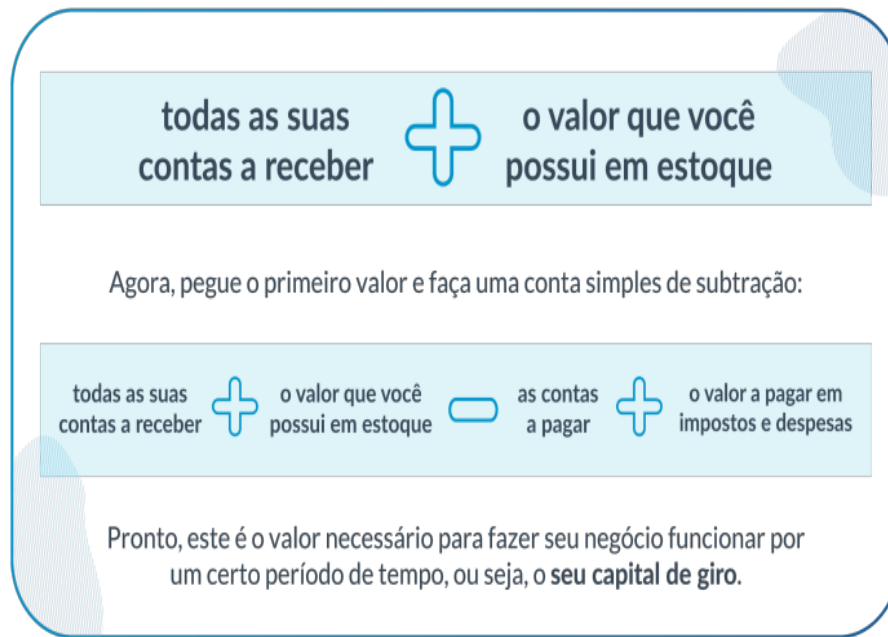 todas as suas
contas a receber
o valor que você
possui em estoque
Agora, pegue o primeiro valor e faça uma conta simples de subtração:
todas as suas
contas a receber
o valor que você
possui em estoque
as contas
a pagar
o valor a pagar em
impostos e despesas
Pronto, este é o valor necessário para fazer seu negócio funcionar por
um certo período de tempo, ou seja, o seu capital de giro.